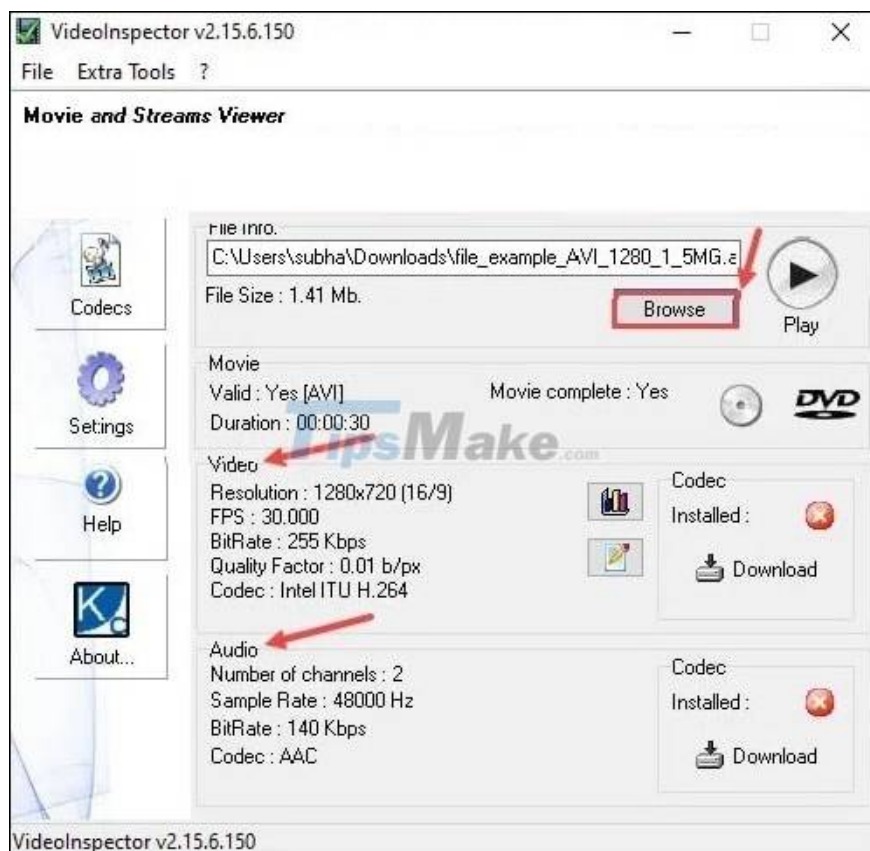 VideoInspector v2.15.6.150
File Extra Tools ?
Movie and Streams Viewer
Codecs
Settings
Help
About...
File Info.
C:\Users\subha\Downloads\file_example_AVI_1280_1_5MG.a
File Size : 1.41 Mb.
Browse
Play
Movie
Valid : Yes [AVI]
Movie complete : Yes
Duration : 00:00:30
DVD
TipsMake.com
Video
Resolution : 1280x720 (16/9)
FPS : 30.000
BitRate : 255 Kbps
Quality Factor : 0.01 b/px
Codec : Intel ITU H.264
Codec
Installed :
Download
Audio
Number of channels : 2
Sample Rate : 48000 Hz
BitRate : 140 Kbps
Codec : AAC
Codec
Installed :
Download
VideoInspector v2.15.6.150